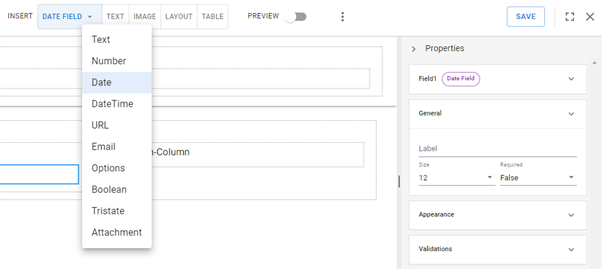 INSERT DATE FIELD TEXT IMAGE LAYOUT TABLE PREVIEW SAVE
Text
Number
Date
DateTime
URL
Email
Options
Boolean
Tristate
Attachment
-Column
Properties
Field1 Date Field
General
Label
Size Required
12 False
Appearance
Validations